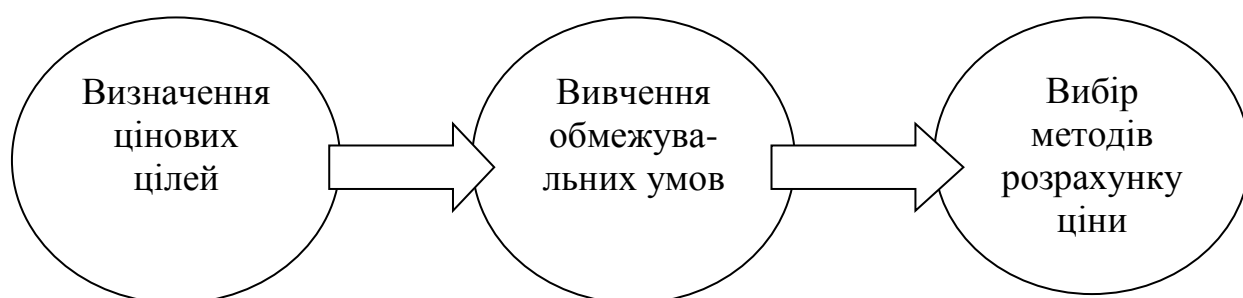 Визначення
цінових
цілей
Вивчення
обмежува-
льних умов
Вибір
методів
розрахунку
ціни